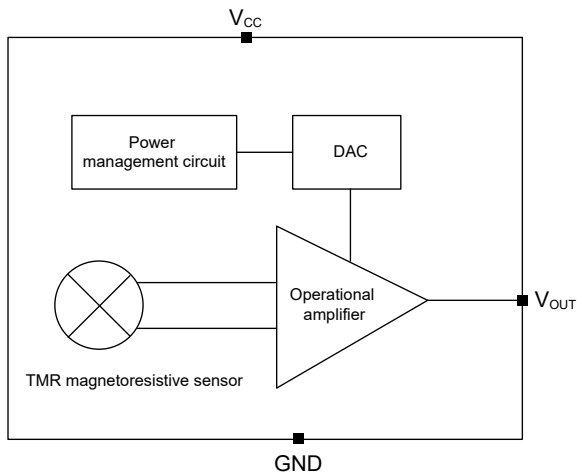 VCC
Power
management circuit
DAC
Operational
amplifier
VOUT
TMR magnetoresistive sensor
GND